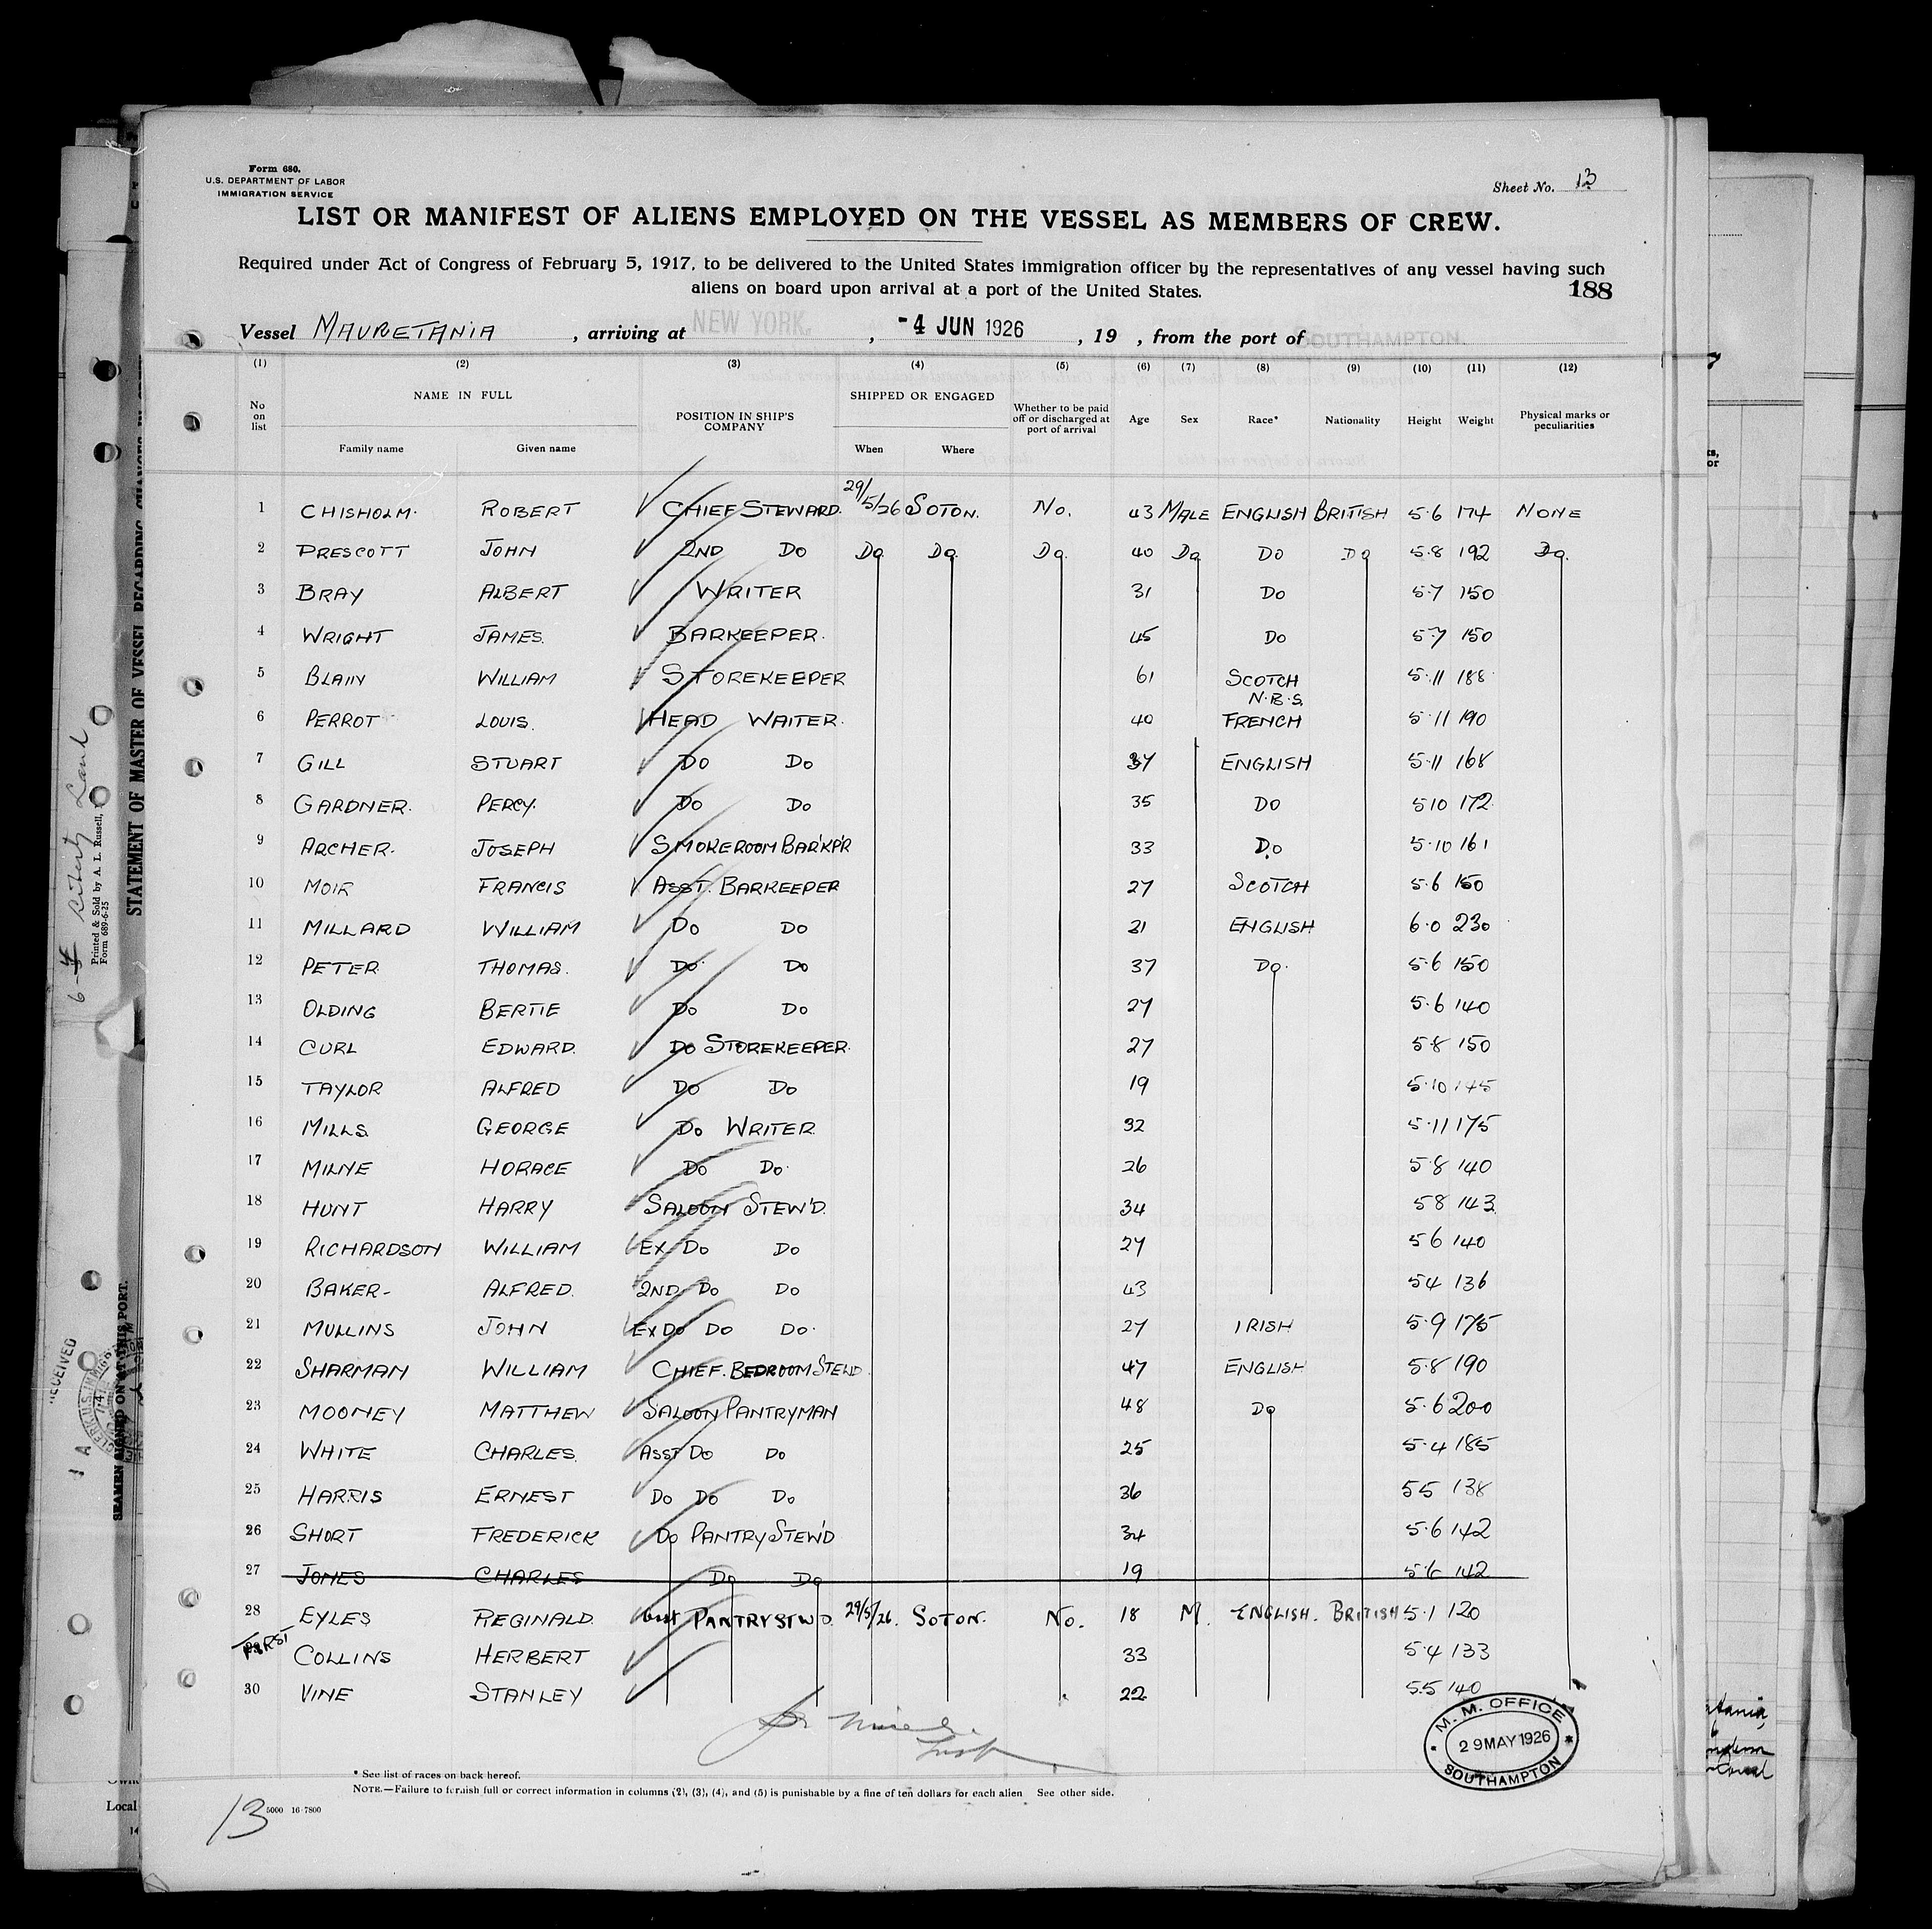 Form 680.
U.S. DEPARTMENT OF LABOR
IMMIGRATION SERVICE
Sheet No. 13
LIST OR MANIFEST OF ALIENS EMPLOYED ON THE VESSEL AS MEMBERS OF CREW.
Required under Act of Congress of February 5, 1917, to be delivered to the United States immigration officer by the representatives of any vessel having such
aliens on board upon arrival at a port of the United States.
188
Vessel MAURETANIA, arriving at NEW YORK, -4 JUN 1926, 19 , from the port of SOUTHAMPTON.
(1) (2) (3) (4) (5) (6) (7) (8) (9) (10) (11) (12)
No on list NAME IN FULL Family name Given name POSITION IN SHIP'S COMPANY SHIPPED OR ENGAGED When Where Whether to be paid off or discharged at port of arrival Age Sex Race* Nationality Height Weight Physical marks or peculiarities
1 CHISHOLM. ROBERT CHIEF STEWARD. 29/5/26 SOTON. No. 43 MALE ENGLISH BRITISH 5.6 174 NONE
2 PRESCOTT JOHN 2ND DO Do Do Do. 40 Do DO DO 5.8 192 Do.
3 BRAY ALBERT WRITER 31 DO 5.7 150
4 WRIGHT JAMES. BARKEEPER. 45 DO 5.7 150
5 BLAIN WILLIAM STOREKEEPER 61 SCOTCH 5.11 188
N.B.S.
6 PERROT LOUIS. HEAD WAITER. 40 FRENCH 5.11 190
7 GILL STUART DO DO 37 ENGLISH 5.11 168
8 GARDNER. PERCY. DO DO 35 DO 5 10 172
9 ARCHER. JOSEPH SMOKEROOM BAR'K'P'R 33 DO 5.10 161
10 MOIR FRANCIS ASST. BARKEEPER 27 SCOTCH 5.6 150
11 MILLARD WILLIAM DO DO 31 ENGLISH 6.0 230
12 PETER THOMAS. DO DO 37 DO. 5.6 150
13 OLDING BERTIE DO DO 27 5.6 140
14 CURL EDWARD. DO STOREKEEPER. 27 5.8 150
15 TAYLOR ALFRED DO DO 19 5.10 145
16 MILLS GEORGE DO WRITER 32 5.11 175
17 MILNE HORACE DO DO. 26 5.8 140
18 HUNT HARRY SALOON STEW'D. 34 5 8 143
19 RICHARDSON WILLIAM EX DO DO 27 5 6 140
20 BAKER- ALFRED. 2ND DO DO 43 5 4 136
21 MULLINS JOHN EX DO DO DO. 27 IRISH 5.9 175
22 SHARMAN WILLIAM CHIEF. BEDROOM STEWD. 47 ENGLISH 5.8 190
23 MOONEY MATTHEW SALOON PANTRYMAN 48 DO 5.6 200
24 WHITE CHARLES. ASST DO DO 25 5.4 185
25 HARRIS ERNEST DO DO DO 36 5 5 138
26 SHORT FREDERICK DO PANTRY STEW'D 34 5.6 142
27 JONES CHARLES DO DO 19 5.6 142
28 EYLES REGINALD. PANTRY STWD. 29/5/26. SOTON. No. 18 M. ENGLISH. BRITISH 5.1 120
COLLINS HERBERT 33 5.4 133
30 VINE STANLEY 22 5.5 140
M. M. OFFICE
29 MAY 1926
SOUTHAMPTON
* See list of races on back hereof.
NOTE.—Failure to furnish full or correct information in columns (2), (3), (4), and (5) is punishable by a fine of ten dollars for each alien See other side.
13
5000 16-7800
STATEMENT OF MASTER OF VESSEL REGARDING CHANGES IN CREW
Printed & Sold by A. L. Russell,
Form 689-6-25
SEAMEN SIGNED ON AT THIS PORT.
RECEIVED
Local